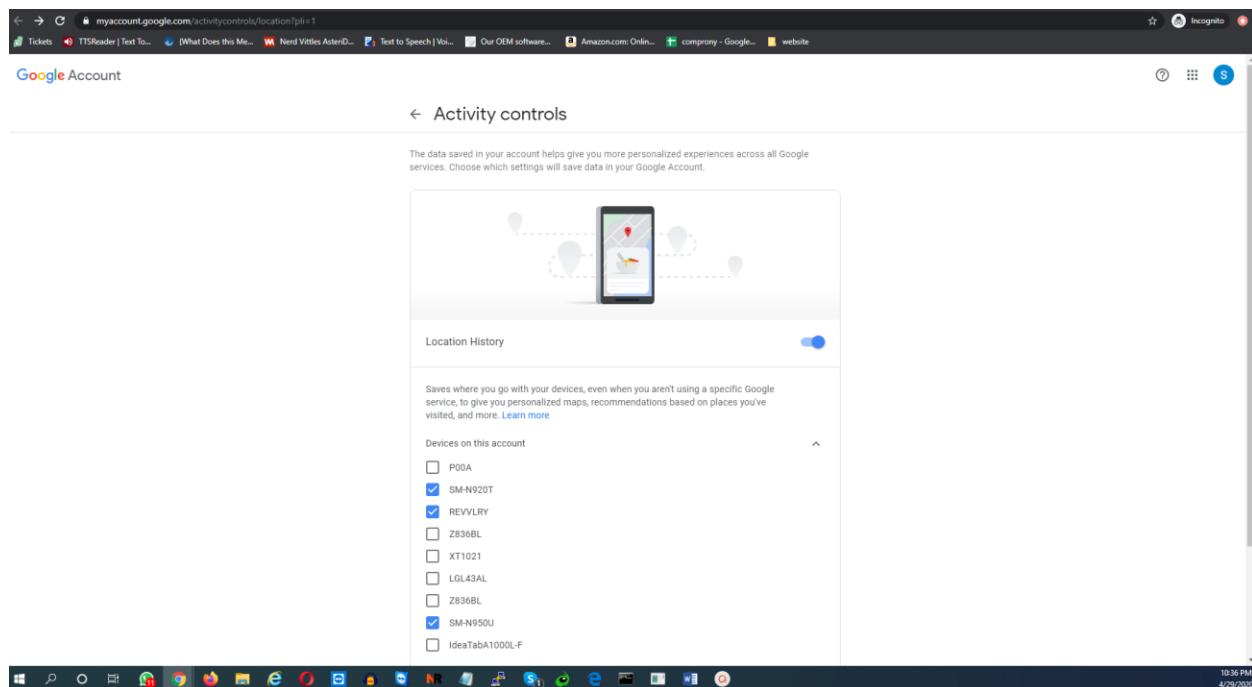 myaccount.google.com/activitycontrols/location?pli=1
Incognito
Tickets
TTSReader | Text To...
(What Does this Me...
Nerd Vittles AsteriD...
Text to Speech | Voi...
Our OEM software...
Amazon.com: Onlin...
comprony - Google...
website
Google Account
S
Activity controls
The data saved in your account helps give you more personalized experiences across all Google
services. Choose which settings will save data in your Google Account.
Location History
Saves where you go with your devices, even when you aren't using a specific Google
service, to give you personalized maps, recommendations based on places you've
visited, and more. Learn more
Devices on this account
P00A
SM-N920T
REVVLRY
Z836BL
XT1021
LGL43AL
Z836BL
SM-N950U
IdeaTabA1000L-F
10:36 PM
4/29/2020